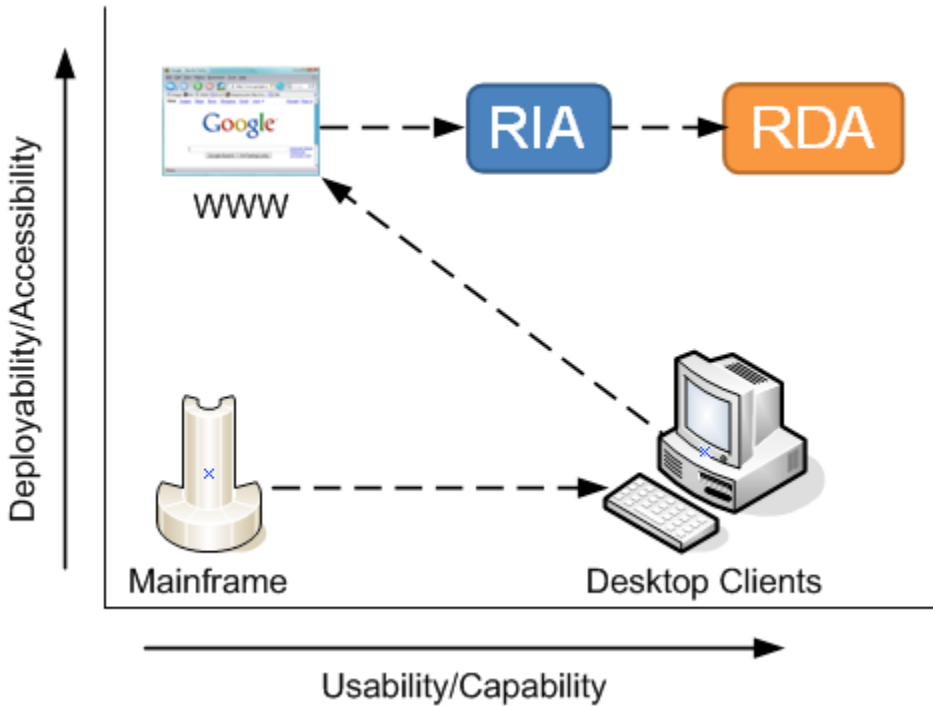 Deployability/Accessibility
Google
WWW
RIA
RDA
Mainframe
Desktop Clients
Usability/Capability